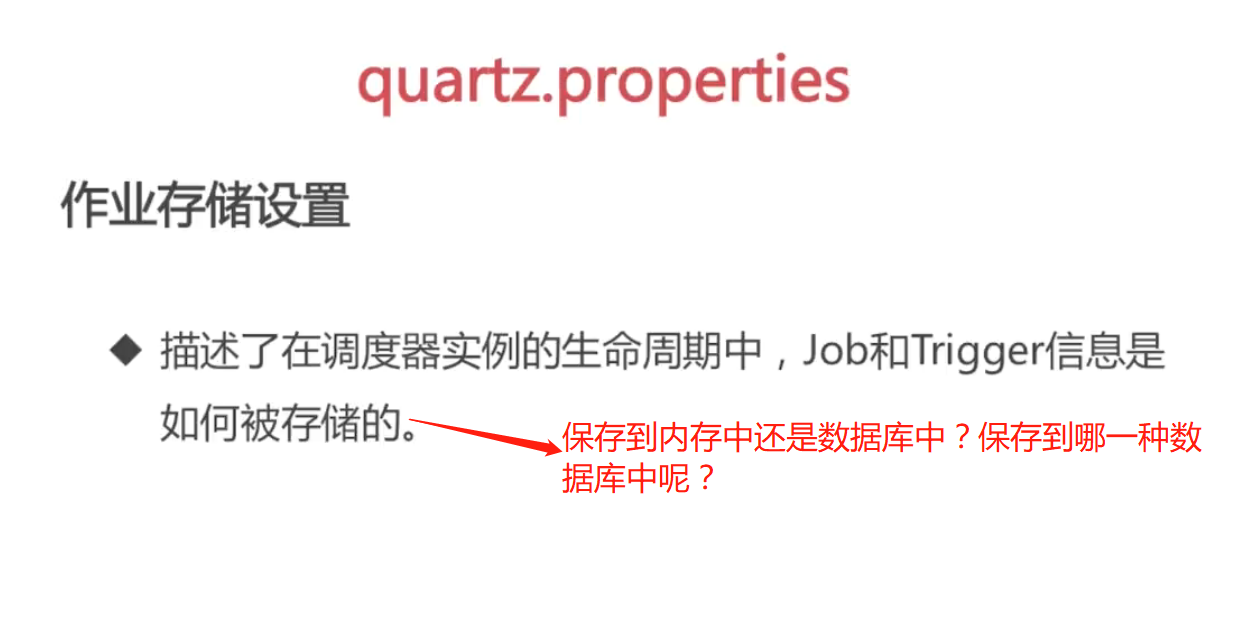 quartz.properties
作业存储设置
◆ 描述了在调度器实例的生命周期中，Job和Trigger信息是
如何被存储的。
保存到内存中还是数据库中？保存到哪一种数
据库中呢？